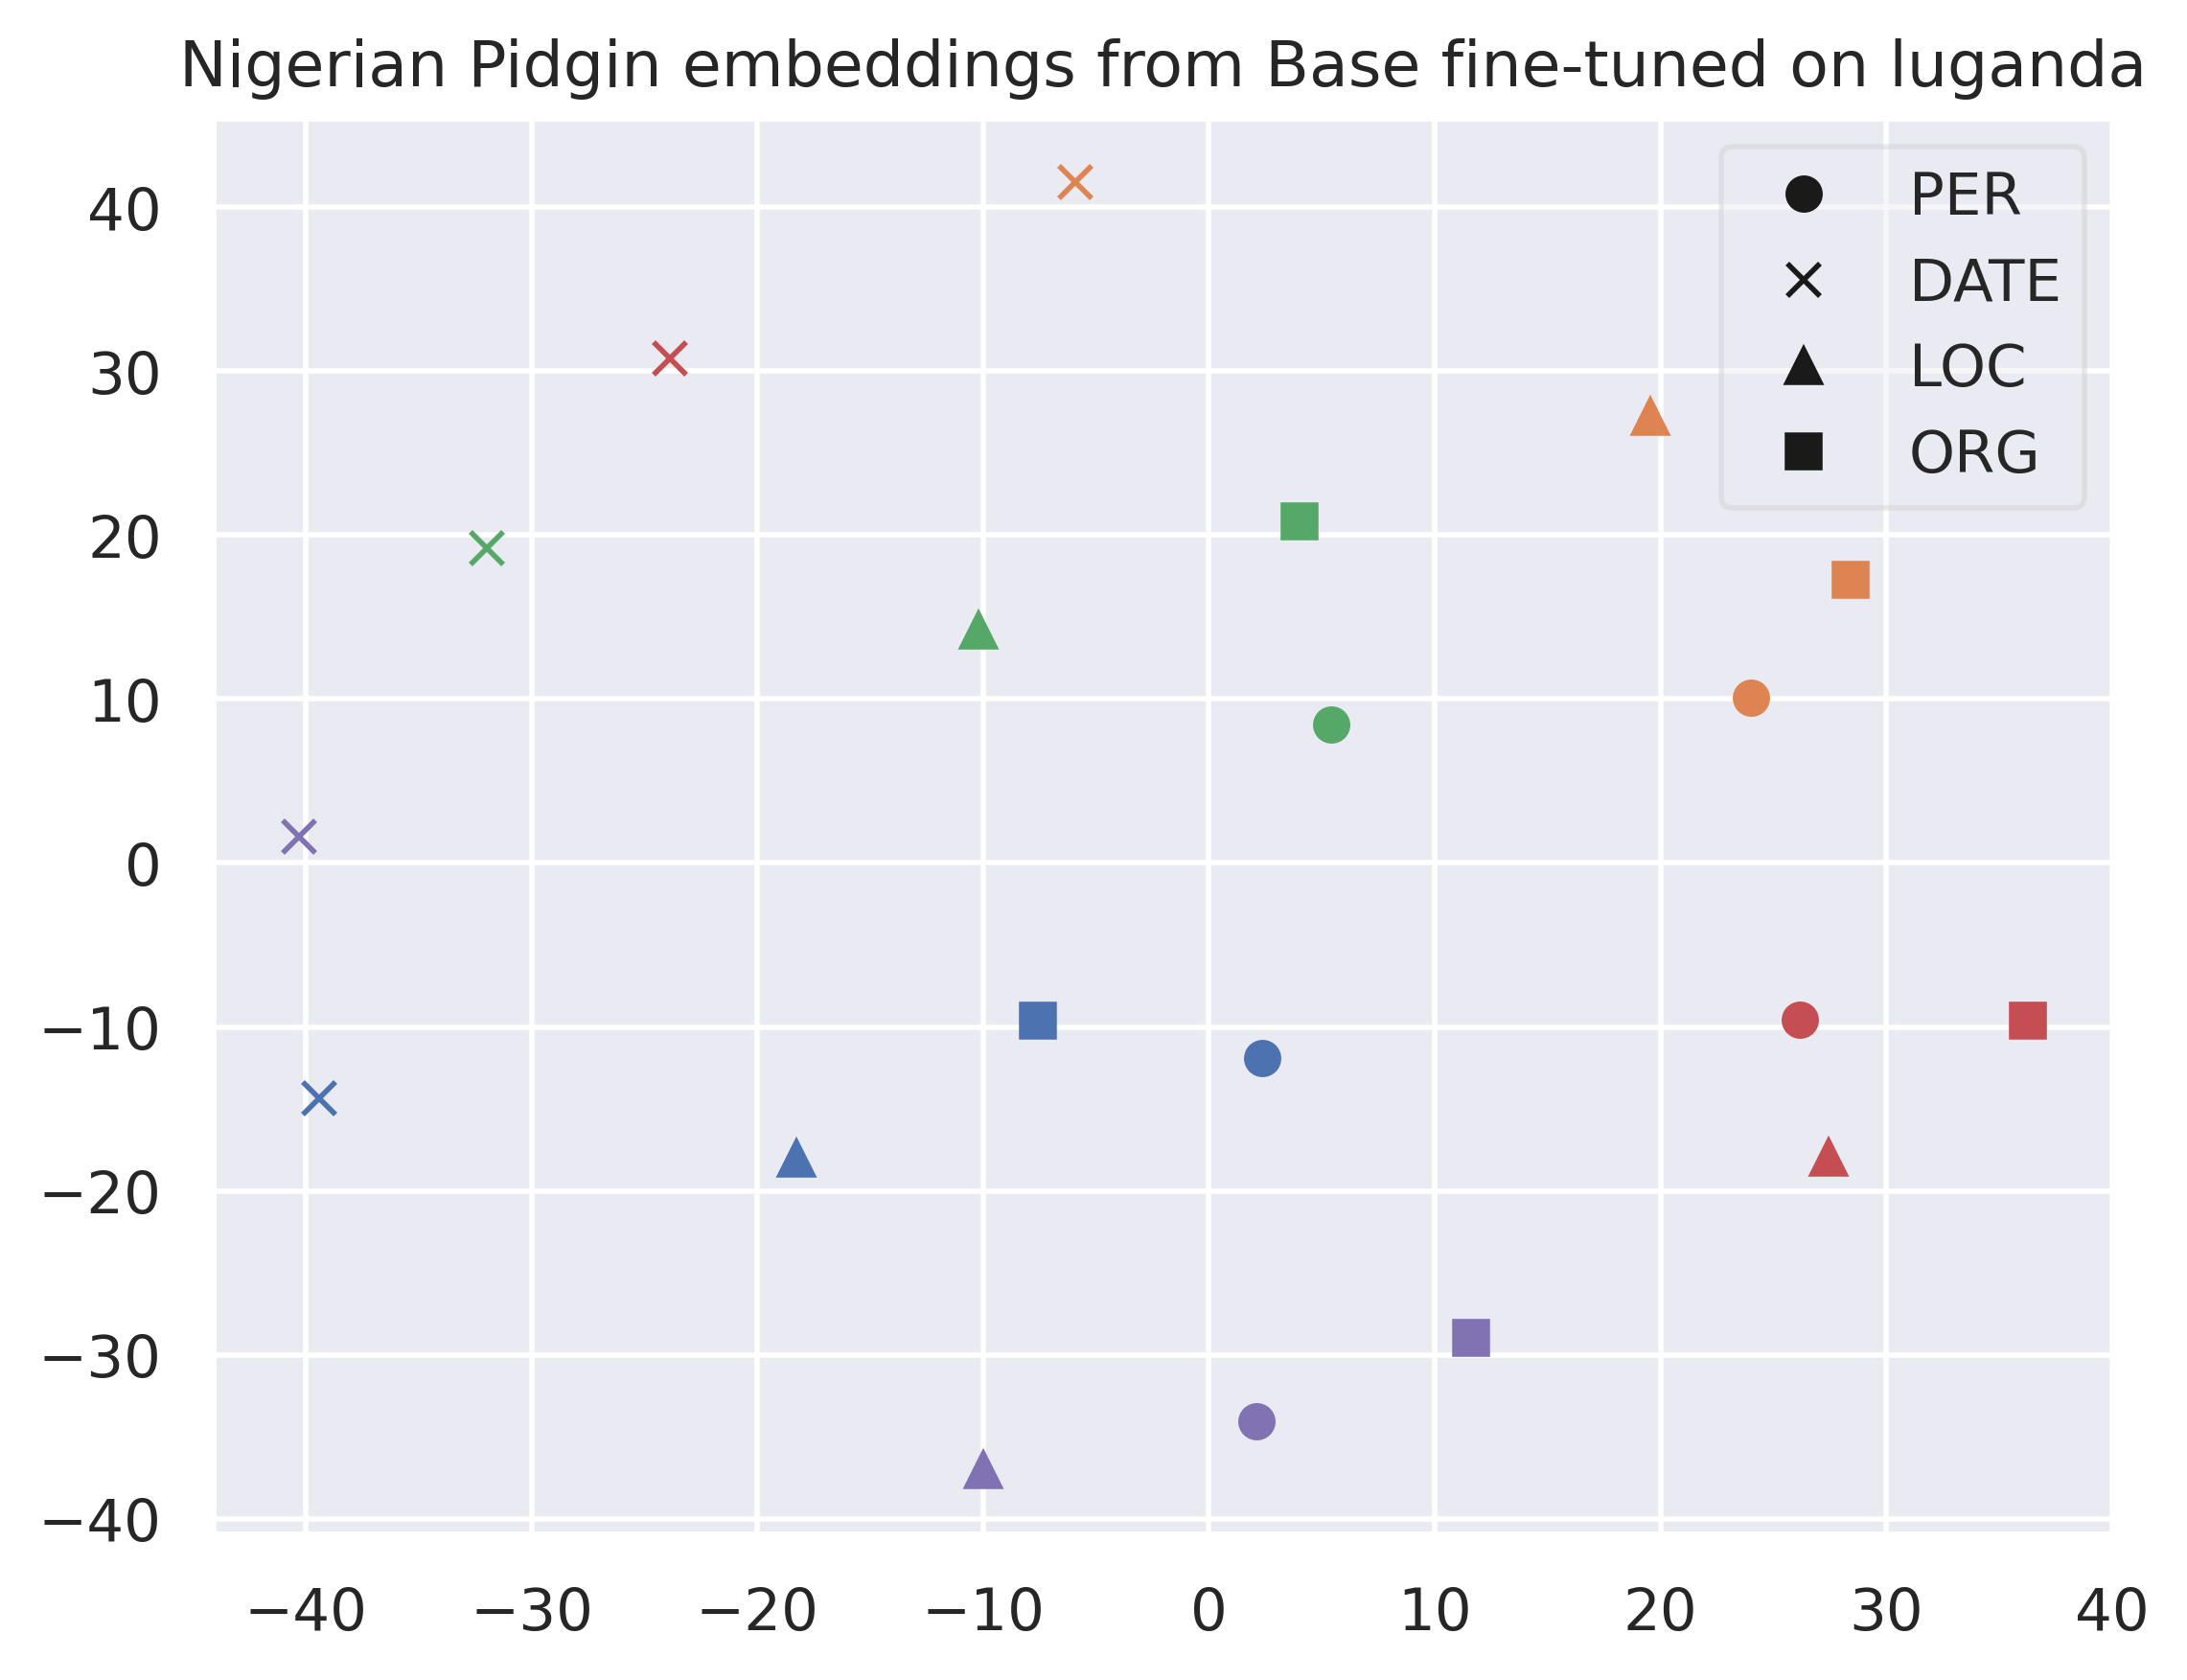 Nigerian Pidgin embeddings from Base fine-tuned on luganda
PER
DATE
LOC
ORG
40
30
20
10
0
−10
−20
−30
−40
−40 −30 −20 −10 0 10 20 30 40